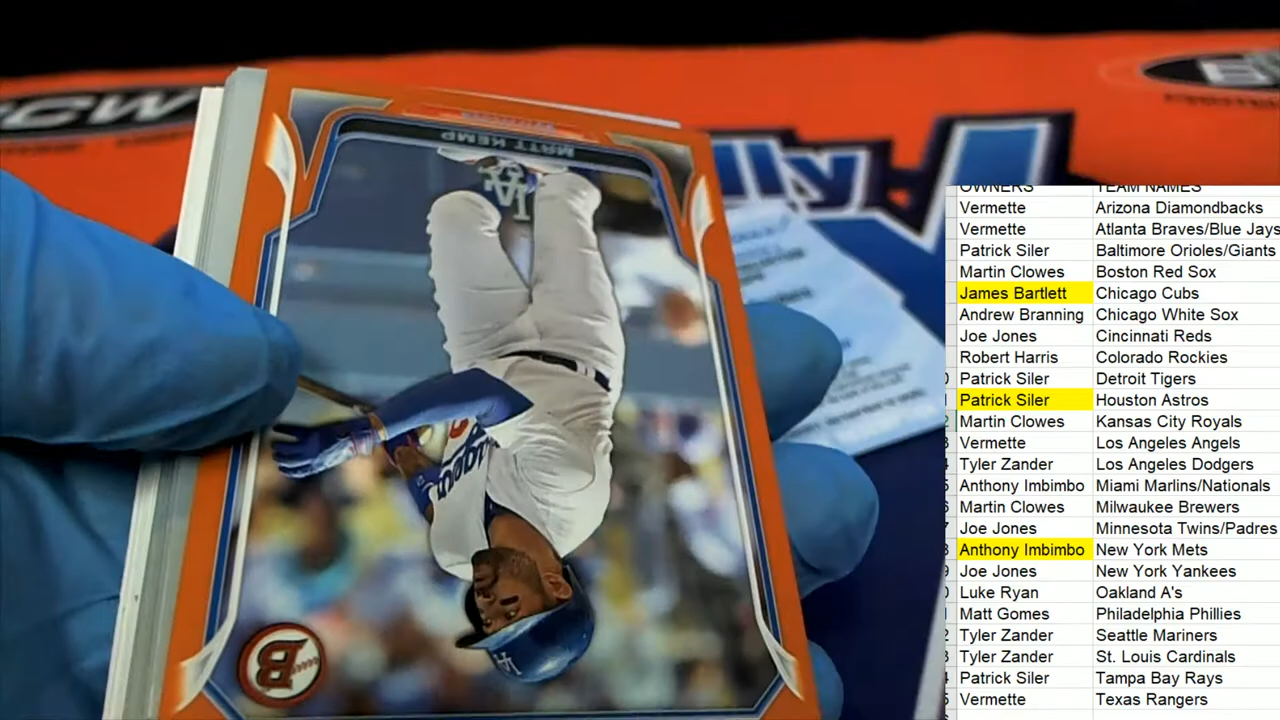 CW
DODGERS
MATT KEMP
LA
Dodgers
B
lly
OWNERS TEAM NAMES
Vermette Arizona Diamondbacks
Vermette Atlanta Braves/Blue Jays
Patrick Siler Baltimore Orioles/Giants
Martin Clowes Boston Red Sox
James Bartlett Chicago Cubs
Andrew Branning Chicago White Sox
Joe Jones Cincinnati Reds
Robert Harris Colorado Rockies
Patrick Siler Detroit Tigers
Patrick Siler Houston Astros
Martin Clowes Kansas City Royals
Vermette Los Angeles Angels
Tyler Zander Los Angeles Dodgers
Anthony Imbimbo Miami Marlins/Nationals
Martin Clowes Milwaukee Brewers
Joe Jones Minnesota Twins/Padres
Anthony Imbimbo New York Mets
Joe Jones New York Yankees
Luke Ryan Oakland A's
Matt Gomes Philadelphia Phillies
Tyler Zander Seattle Mariners
Tyler Zander St. Louis Cardinals
Patrick Siler Tampa Bay Rays
Vermette Texas Rangers